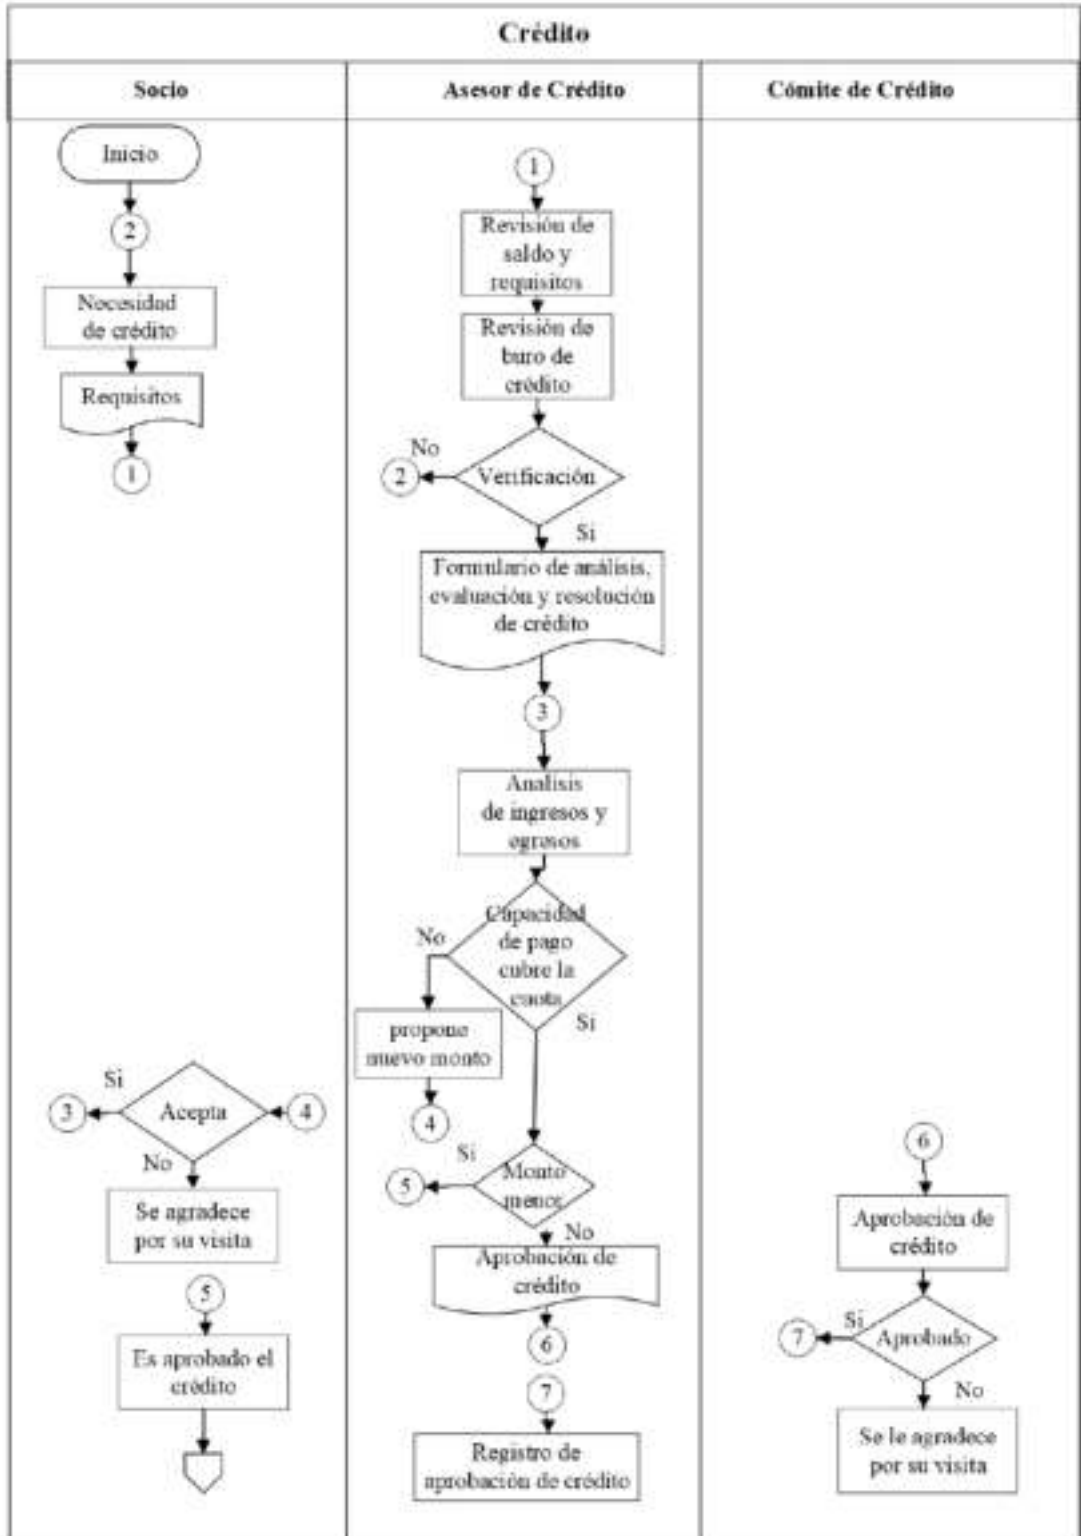 Crédito
Socio
Asesor de Crédito
Cómite de Crédito
Inicio
2
Necesidad
de crédito
Requisitos
1
1
Revisión de
saldo y
requisitos
Revisión de
buro de
crédito
No
2
Verificación
Si
Formulario de análisis,
evaluación y resolución
de crédito
3
Analisis
de ingresos y
egresos
Capacidad
de pago
cubre la
cuota
No
Si
propone
nuevo monto
4
Si
3
Acepta
4
No
Se agradece
por su visita
5
Es aprobado el
crédito
Si
5
Monto
menor
No
Aprobación de
crédito
6
7
Registro de
aprobación de crédito
6
Aprobación de
crédito
Si
7
Aprobado
No
Se le agradece
por su visita